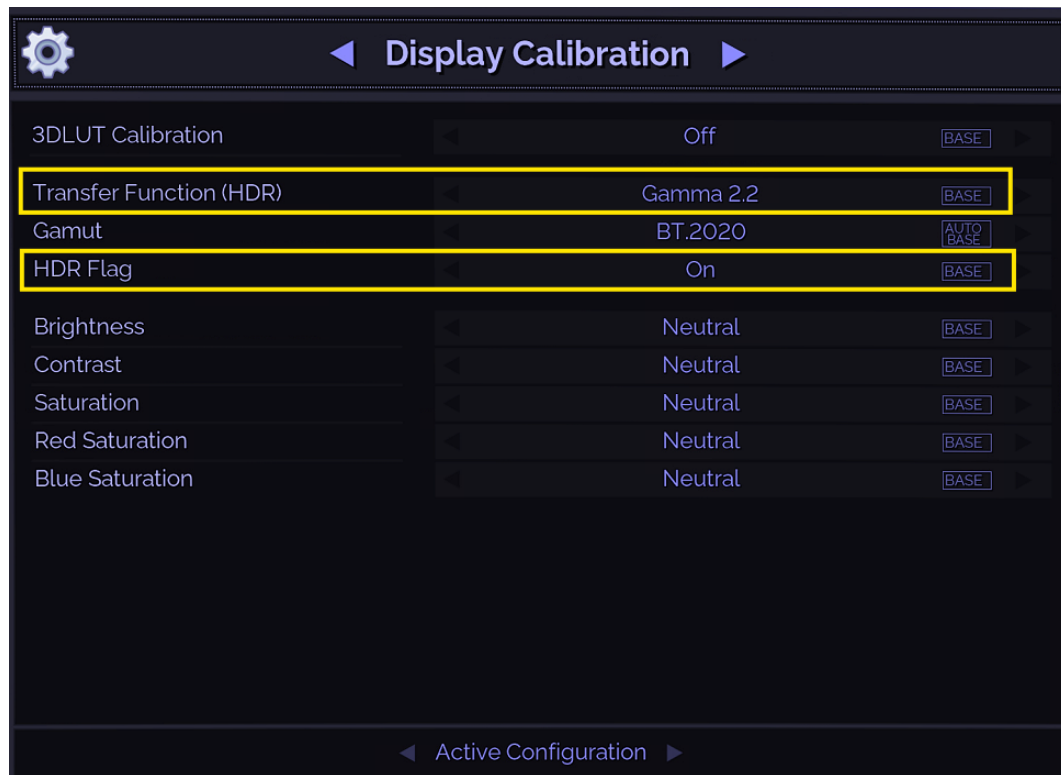 Display Calibration
3DLUT Calibration Off BASE
Transfer Function (HDR) Gamma 2.2 BASE
Gamut BT.2020 AUTO BASE
HDR Flag On BASE
Brightness Neutral BASE
Contrast Neutral BASE
Saturation Neutral BASE
Red Saturation Neutral BASE
Blue Saturation Neutral BASE
Active Configuration